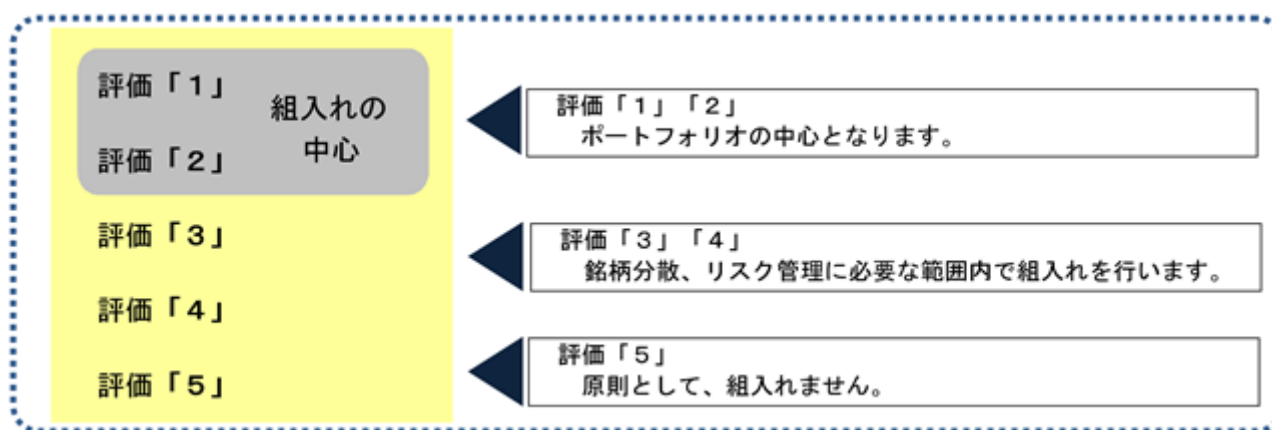 評価「１」
組入れの
中心
評価「２」
評価「３」
評価「４」
評価「５」
評価「１」「２」
ポートフォリオの中心となります。
評価「３」「４」
銘柄分散、リスク管理に必要な範囲内で組入れを行います。
評価「５」
原則として、組入れません。